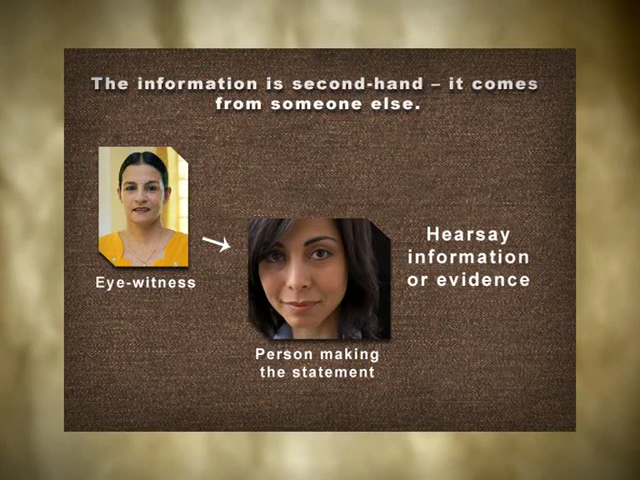 The information is second-hand – it comes
from someone else.
Eye-witness
Hearsay
information
or evidence
Person making
the statement